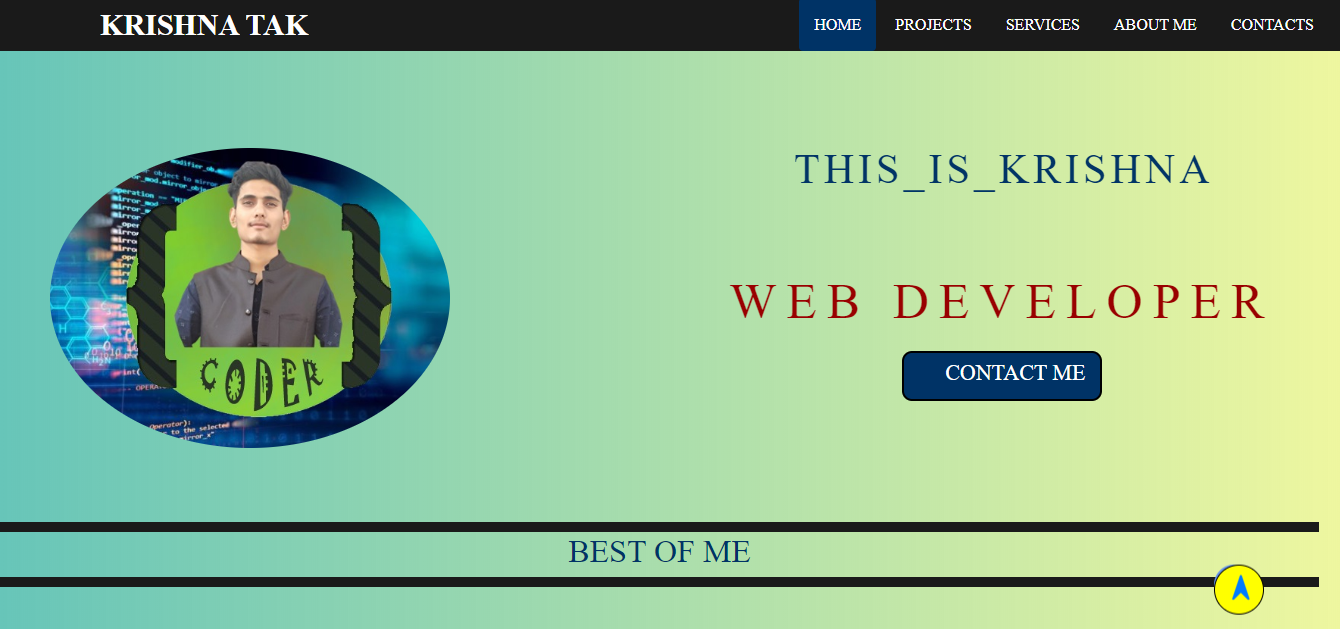 KRISHNA TAK
HOME PROJECTS SERVICES ABOUT ME CONTACTS
THIS_IS_KRISHNA
WEB DEVELOPER
CONTACT ME
CODER
BEST OF ME